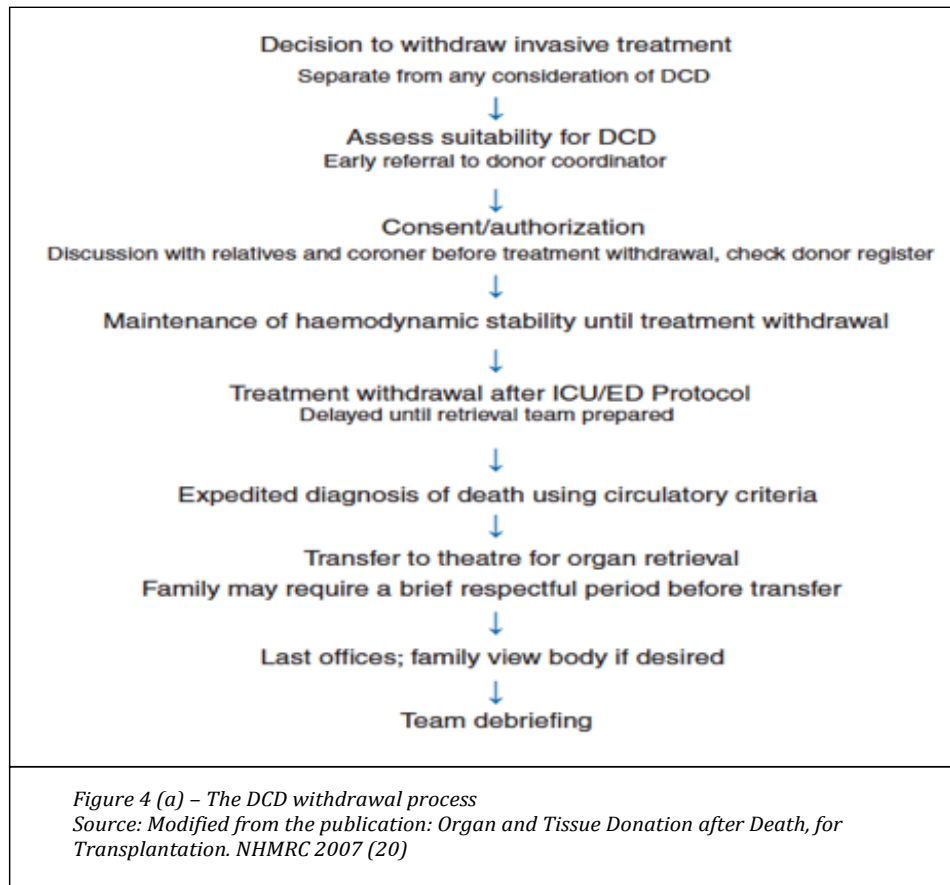 Decision to withdraw invasive treatment
Separate from any consideration of DCD
↓
Assess suitability for DCD
Early referral to donor coordinator
↓
Consent/authorization
Discussion with relatives and coroner before treatment withdrawal, check donor register
↓
Maintenance of haemodynamic stability until treatment withdrawal
↓
Treatment withdrawal after ICU/ED Protocol
Delayed until retrieval team prepared
↓
Expedited diagnosis of death using circulatory criteria
↓
Transfer to theatre for organ retrieval
Family may require a brief respectful period before transfer
↓
Last offices; family view body if desired
↓
Team debriefing
Figure 4 (a) – The DCD withdrawal process
Source: Modified from the publication: Organ and Tissue Donation after Death, for
Transplantation. NHMRC 2007 (20)